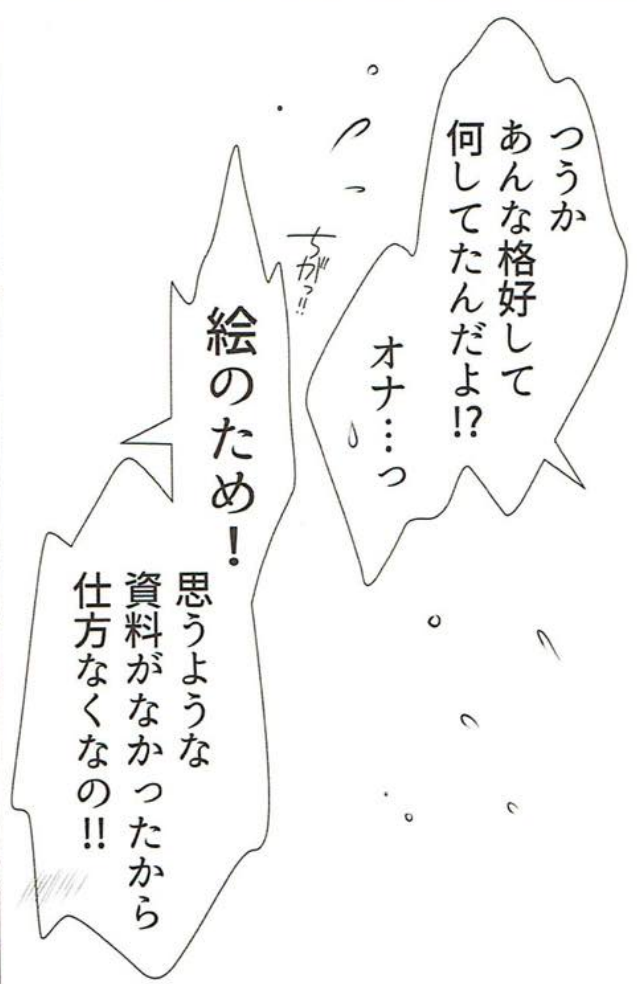 つうか
あんな格好して
何してたんだよ!?
オナ…っ
ちがっ!!
絵のため！
思うような
資料がなかったから
仕方なくなの!!